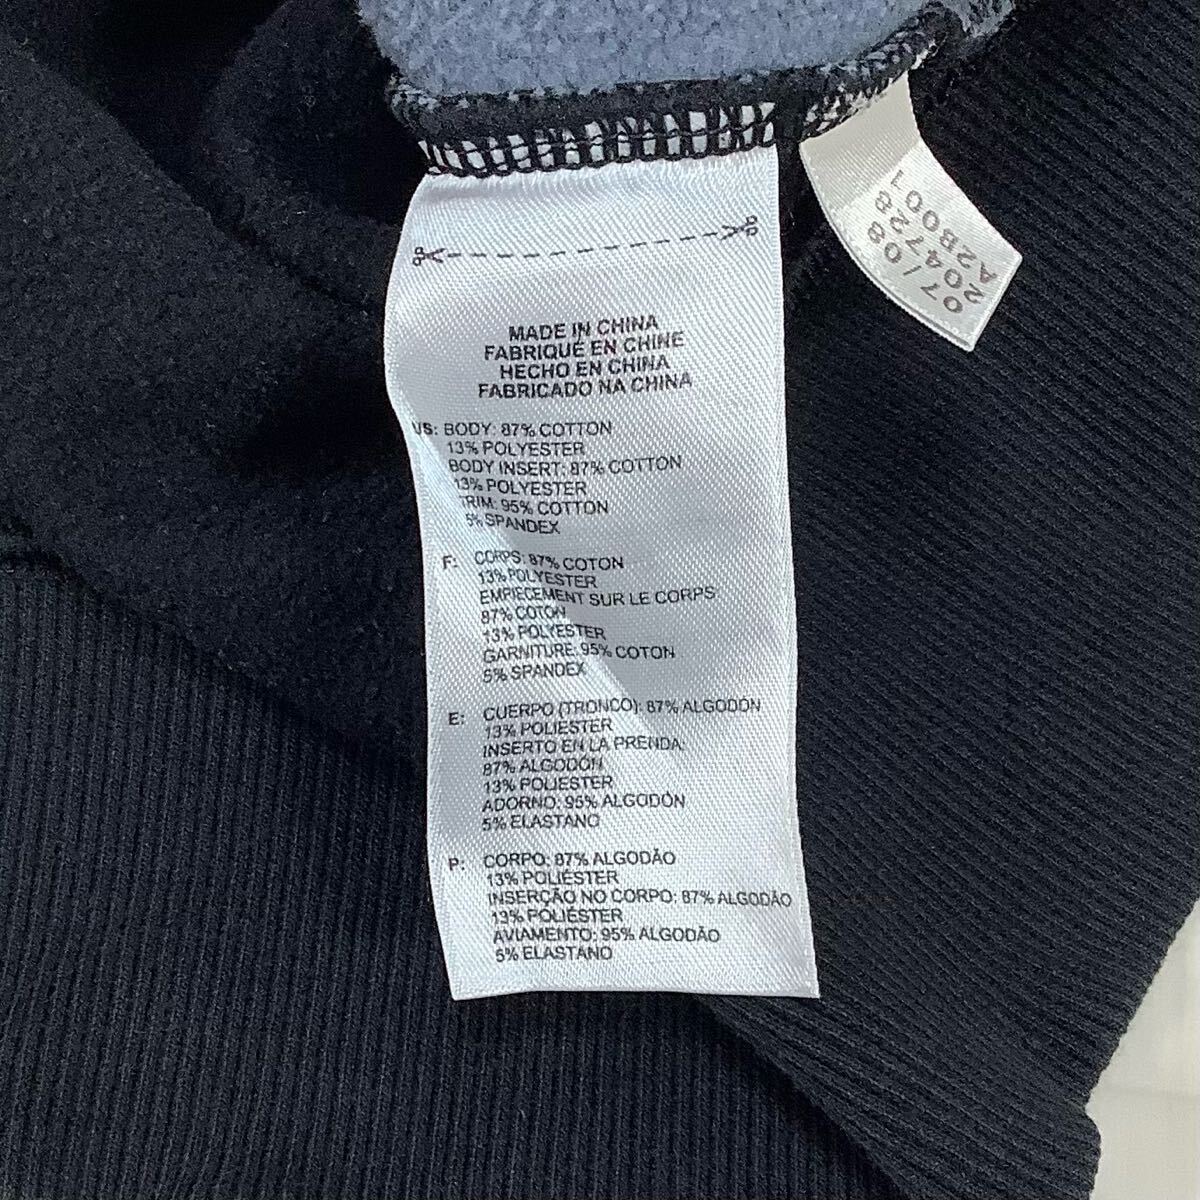 MADE IN CHINA
FABRIQUÉ EN CHINE
HECHO EN CHINA
FABRICADO NA CHINA
US: BODY: 87% COTTON
13% POLYESTER
BODY INSERT: 87% COTTON
13% POLYESTER
TRIM: 95% COTTON
5% SPANDEX
F: CORPS: 87% COTON
13% POLYESTER
EMPIECEMENT SUR LE CORPS:
87% COTON
13% POLYESTER
GARNITURE: 95% COTON
5% SPANDEX
E: CUERPO (TRONCO): 87% ALGODÓN
13% POLIÉSTER
INSERTO EN LA PRENDA:
87% ALGODÓN
13% POLIÉSTER
ADORNO: 95% ALGODÓN
5% ELASTANO
P: CORPO: 87% ALGODÃO
13% POLIÉSTER
INSERÇÃO NO CORPO: 87% ALGODÃO
13% POLIÉSTER
AVIAMENTO: 95% ALGODÃO
5% ELASTANO
07/08
204728
A2B001